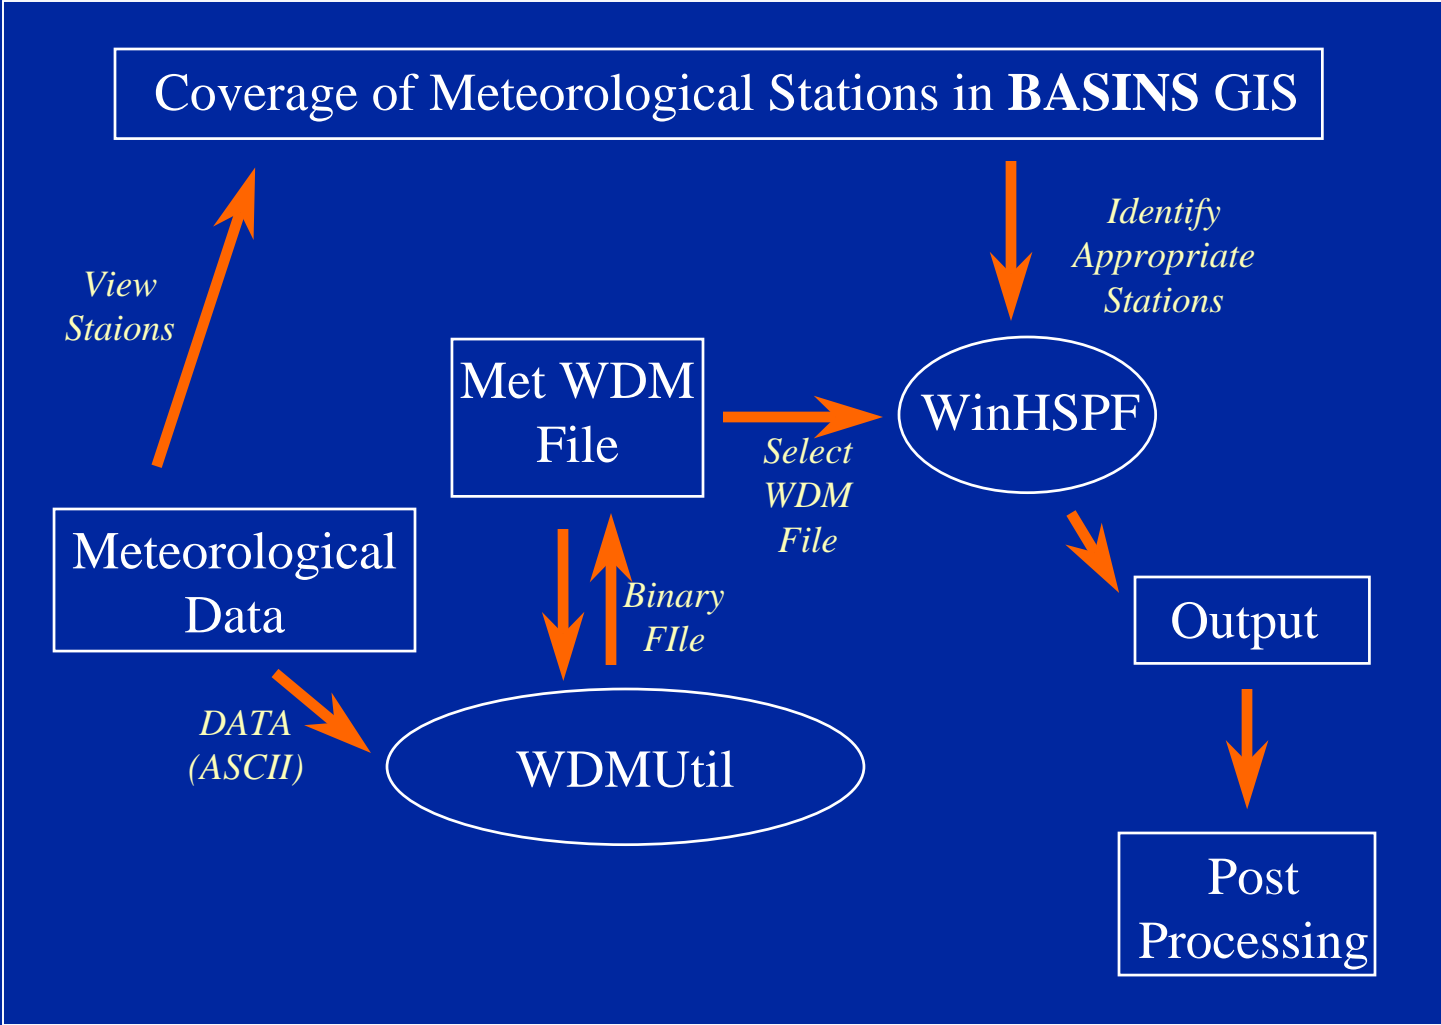 Coverage of Meteorological Stations in BASINS GIS
View
Staions
Identify
Appropriate
Stations
Met WDM
File
WinHSPF
Select
WDM
File
Meteorological
Data
Binary
FIle
Output
DATA
(ASCII)
WDMUtil
Post
Processing